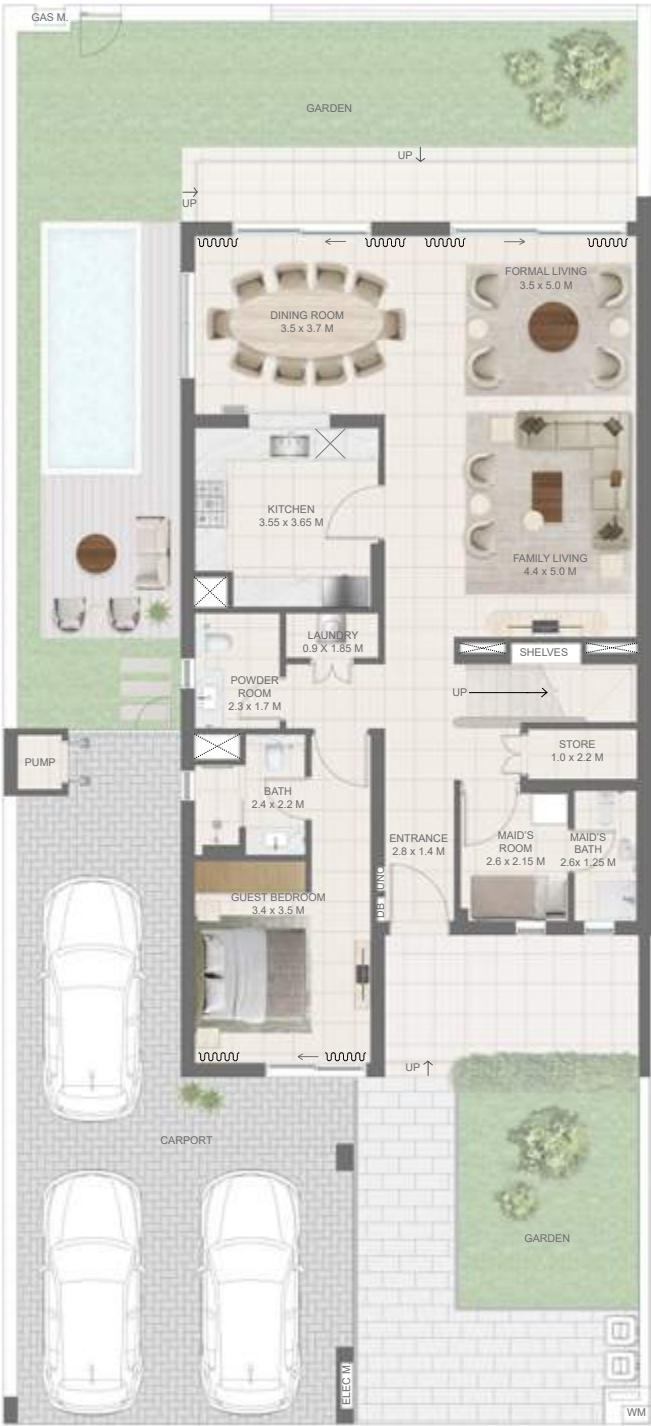 GAS M.
GARDEN
UP
UP
FORMAL LIVING
3.5 x 5.0 M
DINING ROOM
3.5 x 3.7 M
KITCHEN
3.55 x 3.65 M
FAMILY LIVING
4.4 x 5.0 M
LAUNDRY
0.9 X 1.85 M
SHELVES
POWDER
ROOM
2.3 x 1.7 M
UP
STORE
1.0 x 2.2 M
PUMP
BATH
2.4 x 2.2 M
ENTRANCE
2.8 x 1.4 M
MAID'S
ROOM
2.6 x 2.15 M
MAID'S
BATH
2.6x 1.25 M
DB
GUEST BEDROOM
3.4 x 3.5 M
UP
CARPORT
GARDEN
ELEC M
WM